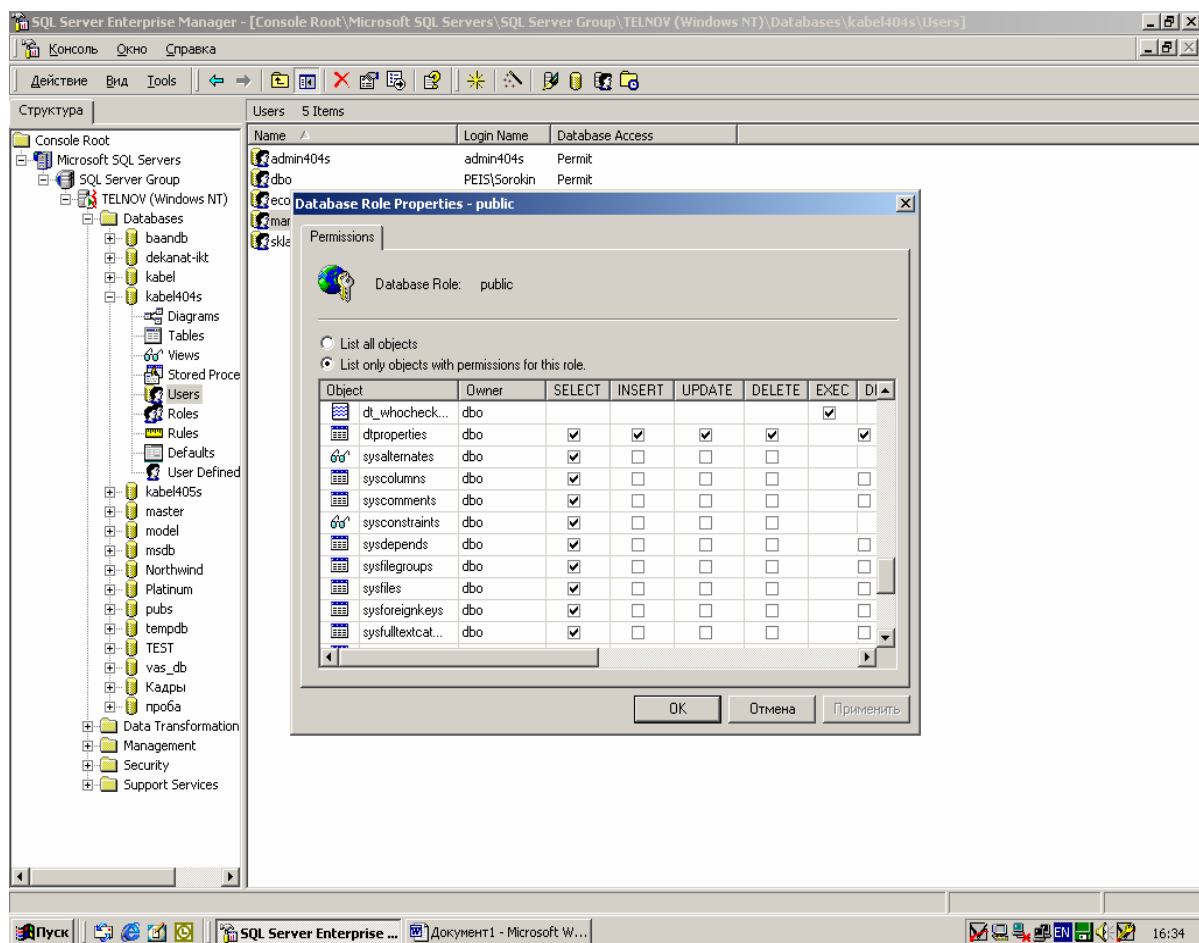 SQL Server Enterprise Manager - [Console Root\Microsoft SQL Servers\SQL Server Group\TELNOV (Windows NT)\Databases\kabel404s\Users]
Консоль Окно Справка
Действие Вид Tools
Структура
Users 5 Items
Console Root
Microsoft SQL Servers
SQL Server Group
TELNOV (Windows NT)
Databases
baandb
dekanat-ikt
kabel
kabel404s
Diagrams
Tables
Views
Stored Proce
Users
Roles
Rules
Defaults
User Defined
kabel405s
master
model
msdb
Northwind
Platinum
pubs
tempdb
TEST
vas_db
Кадры
проба
Data Transformation
Management
Security
Support Services
Name Login Name Database Access
admin404s admin404s Permit
dbo PEIS\Sorokin Permit
eco
mar
skla
Database Role Properties - public
Permissions
Database Role: public
List all objects
List only objects with permissions for this role.
Object Owner SELECT INSERT UPDATE DELETE EXEC DI
dt_whocheck... dbo
dtproperties dbo
sysalternates dbo
syscolumns dbo
syscomments dbo
sysconstraints dbo
sysdepends dbo
sysfilegroups dbo
sysfiles dbo
sysforeignkeys dbo
sysfulltextcat... dbo
OK Отмена Применить
Пуск SQL Server Enterprise ... Документ1 - Microsoft W... EN 16:34